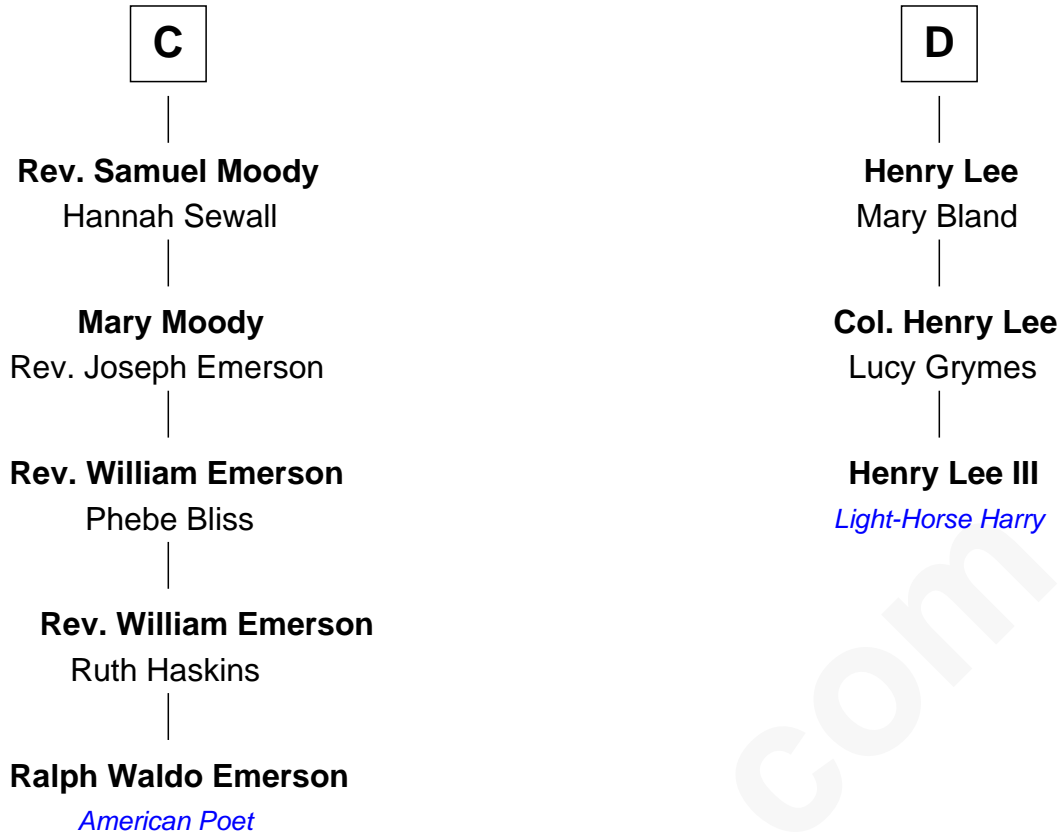 C
Rev. Samuel Moody
Hannah Sewall
Mary Moody
Rev. Joseph Emerson
Rev. William Emerson
Phebe Bliss
Rev. William Emerson
Ruth Haskins
Ralph Waldo Emerson
American Poet
D
Henry Lee
Mary Bland
Col. Henry Lee
Lucy Grymes
Henry Lee III
Light-Horse Harry
com